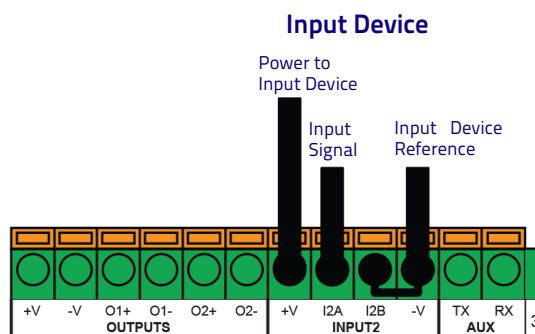 Input Device
Power to
Input Device
Input
Signal
Input Device
Reference
+V -V O1+ O1- O2+ O2- +V I2A I2B -V TX RX
OUTPUTS INPUT2 AUX 3